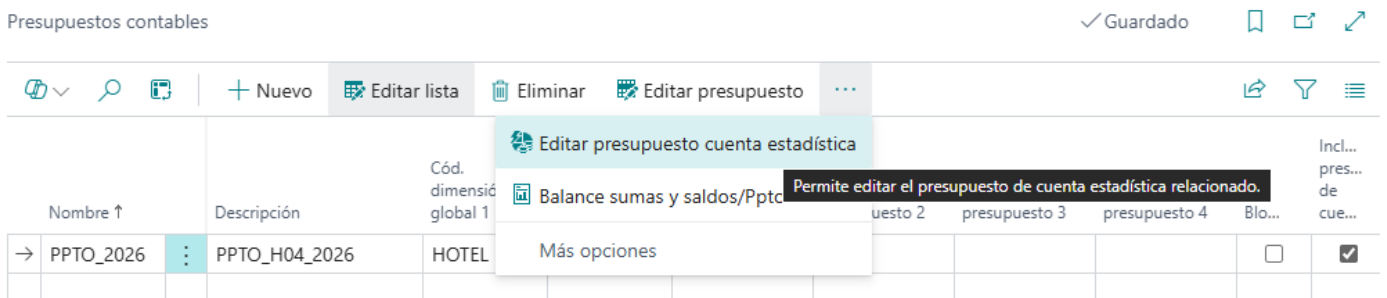 Presupuestos contables
Guardado
Nuevo
Editar lista
Eliminar
Editar presupuesto
...
Editar presupuesto cuenta estadística
Permite editar el presupuesto de cuenta estadística relacionado.
Balance sumas y saldos/Pptc
Más opciones
Nombre ↑
Descripción
Cód.
dimensió
global 1
uesto 2
presupuesto 3
presupuesto 4
Blo...
Incl...
pres...
de
cue...
PPTO_2026
PPTO_H04_2026
HOTEL